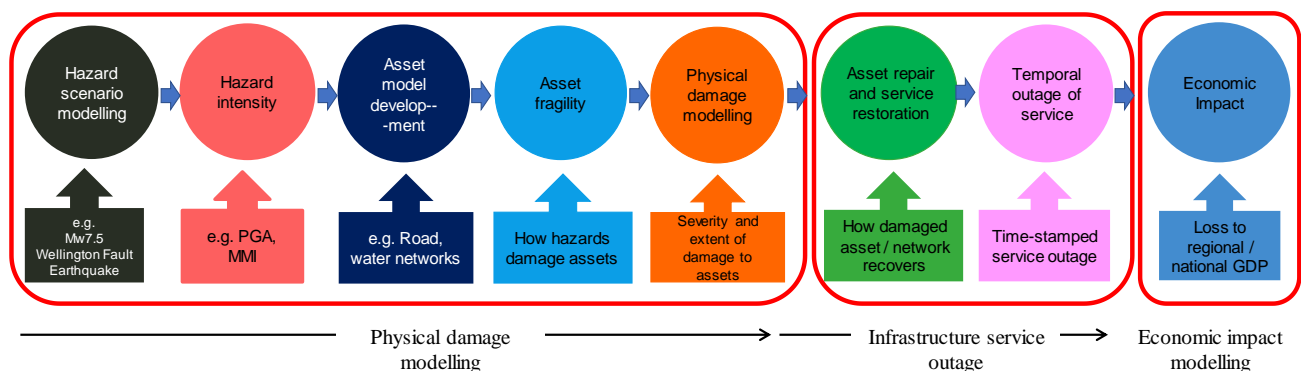 Hazard
scenario
modelling
Hazard
intensity
Asset
model
develop--
-ment
Asset
fragility
Physical
damage
modelling
Asset repair
and service
restoration
Temporal
outage of
service
Economic
Impact
e.g.
Mw7.5
Wellington Fault
Earthquake
e.g. PGA,
MMI
e.g. Road,
water networks
How hazards
damage assets
Severity and
extent of
damage to
assets
How damaged
asset / network
recovers
Time-stamped
service outage
Loss to
regional /
national GDP
Physical damage
modelling
Infrastructure service
outage
Economic impact
modelling